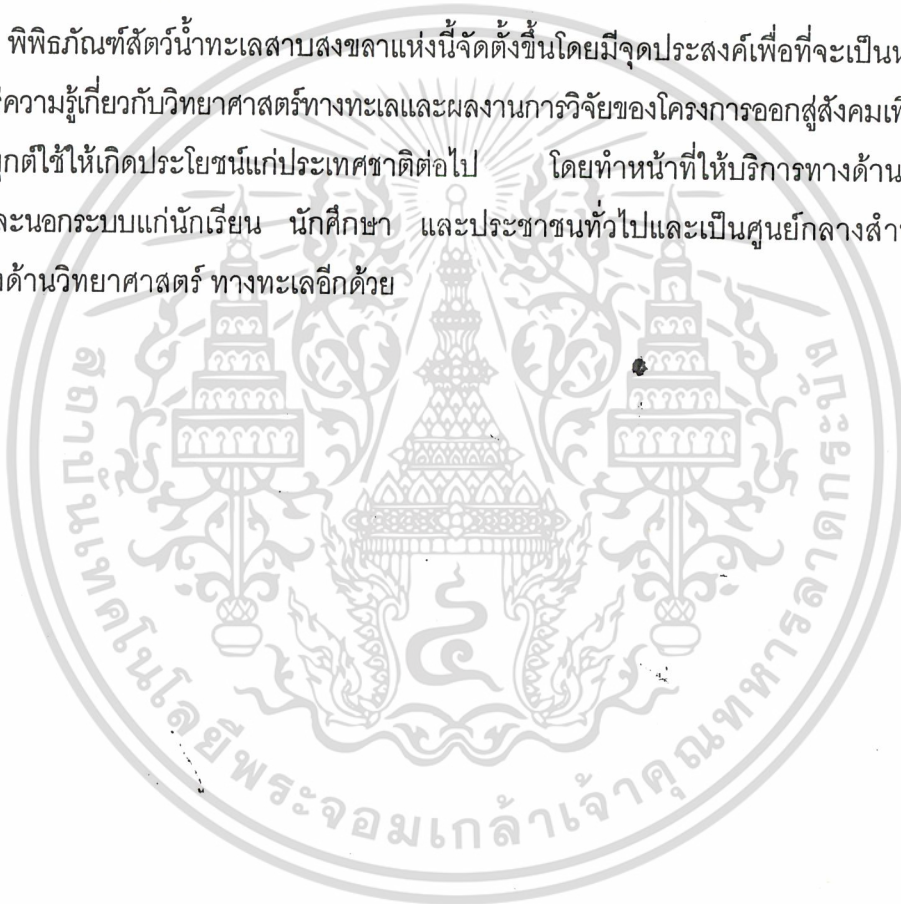 พิพิธภัณฑ์สัตว์น้ำทะเลสาบสงขลาแห่งนี้จัดตั้งขึ้นโดยมีจุดประสงค์เพื่อที่จะเป็น
ความรู้เกี่ยวกับวิทยาศาสตร์ทางทะเลและผลงานการวิจัยของโครงการออกสู่สังคม
ใช้ให้เกิดประโยชน์แก่ประเทศชาติต่อไป โดยทำหน้าที่ให้บริการทางด้าน
ละนอกระบบแก่นักเรียน นักศึกษา และประชาชนทั่วไปและเป็นศูนย์กลาง
ด้านวิทยาศาสตร์ ทางทะเลอีกด้วย
สถาบันเทคโนโลยีพระจอมเกล้าเจ้าคุณทหารลาดกระบัง